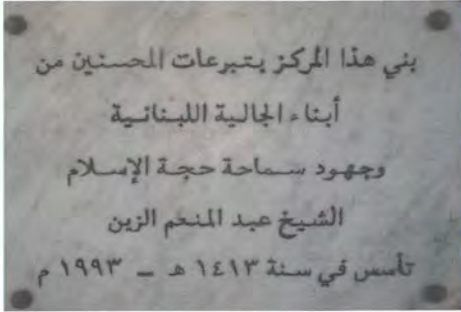 بني هذا المركز بتبرعات المحسنين من
أبناء الجالية اللبنانية
وجهود سماحة حجة الإسلام
الشيخ عبد المنعم الزين
تأسس في سنة ١٤١٣ هـ – ١٩٩٣ م